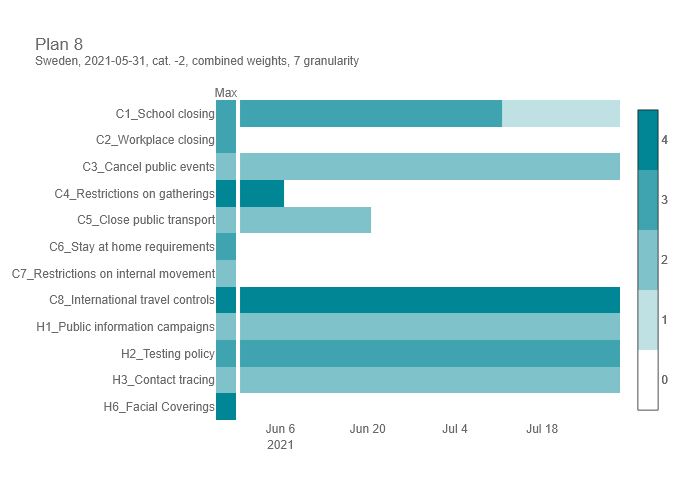 Plan 8
Sweden, 2021-05-31, cat. -2, combined weights, 7 granularity
Max
C1_School closing
C2_Workplace closing
C3_Cancel public events
C4_Restrictions on gatherings
C5_Close public transport
C6_Stay at home requirements
C7_Restrictions on internal movement
C8_International travel controls
H1_Public information campaigns
H2_Testing policy
H3_Contact tracing
H6_Facial Coverings
Jun 6 Jun 20 Jul 4 Jul 18
2021
4
3
2
1
0